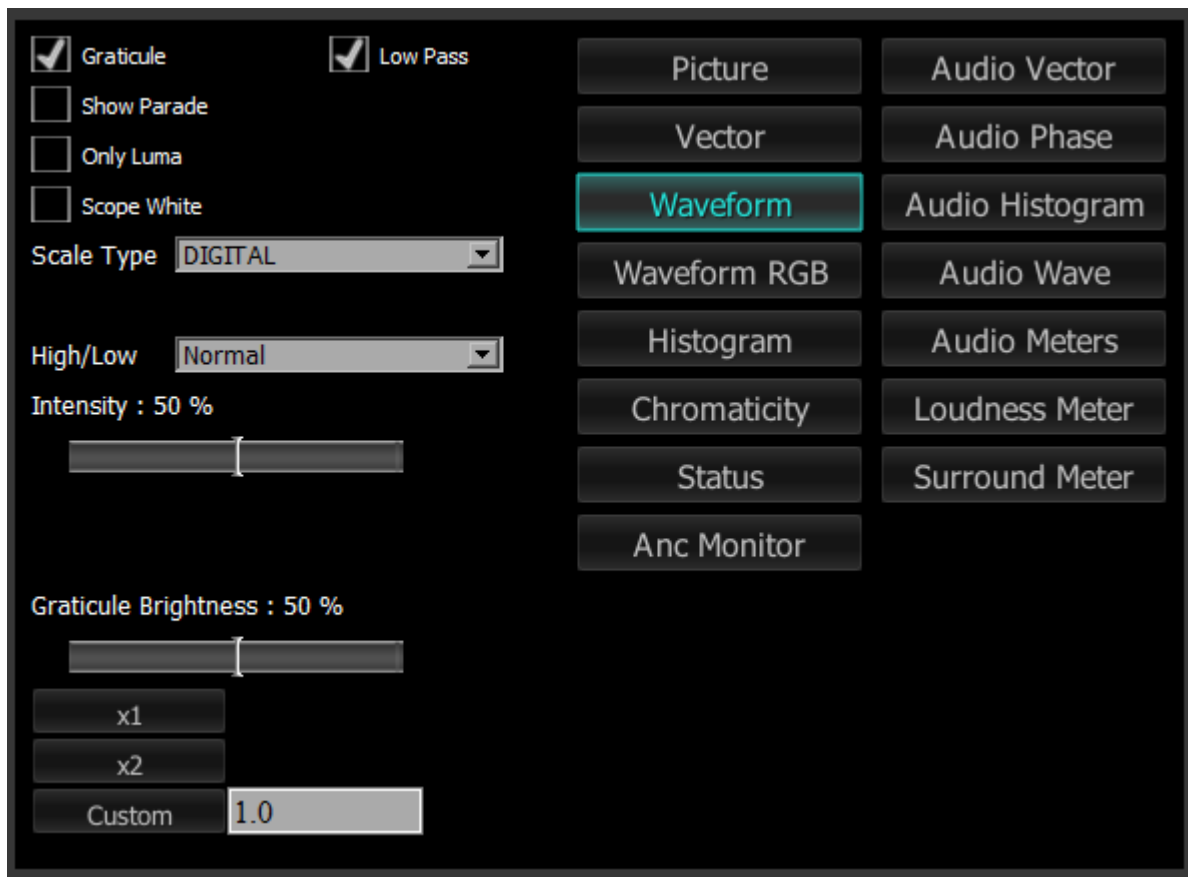 Graticule
Low Pass
Show Parade
Only Luma
Scope White
Scale Type DIGITAL
High/Low Normal
Intensity : 50 %
Graticule Brightness : 50 %
x1
x2
Custom 1.0
Picture
Vector
Waveform
Waveform RGB
Histogram
Chromaticity
Status
Anc Monitor
Audio Vector
Audio Phase
Audio Histogram
Audio Wave
Audio Meters
Loudness Meter
Surround Meter